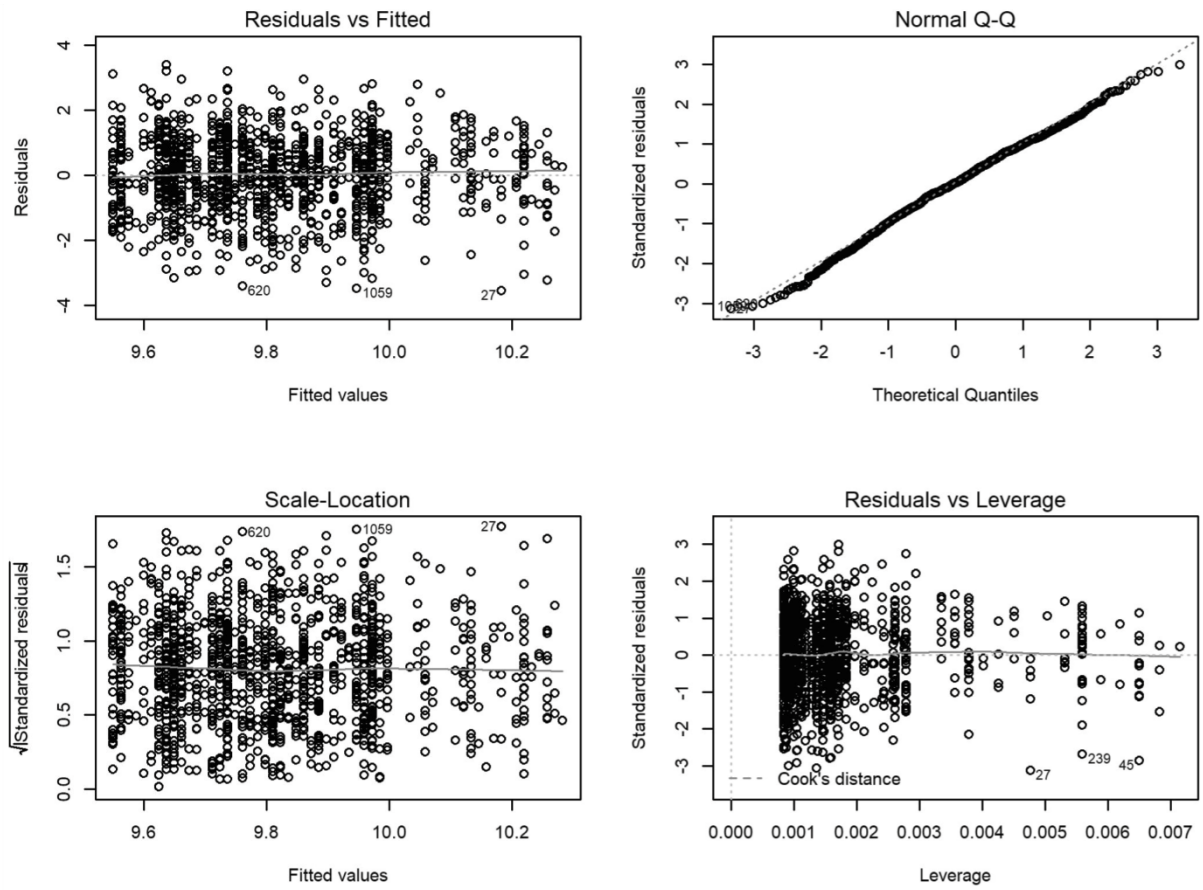 Residuals vs Fitted
Residuals
4
2
0
-2
-4
620
1059
27
9.6 9.8 10.0 10.2
Fitted values
Normal Q-Q
Standardized residuals
3
2
1
0
-1
-2
-3
-3 -2 -1 0 1 2 3
Theoretical Quantiles
Scale-Location
√|Standardized residuals|
1.5
1.0
0.5
0.0
620
1059
27
9.6 9.8 10.0 10.2
Fitted values
Residuals vs Leverage
Standardized residuals
3
2
1
0
-1
-2
-3
Cook's distance
27
239
45
0.000 0.001 0.002 0.003 0.004 0.005 0.006 0.007
Leverage